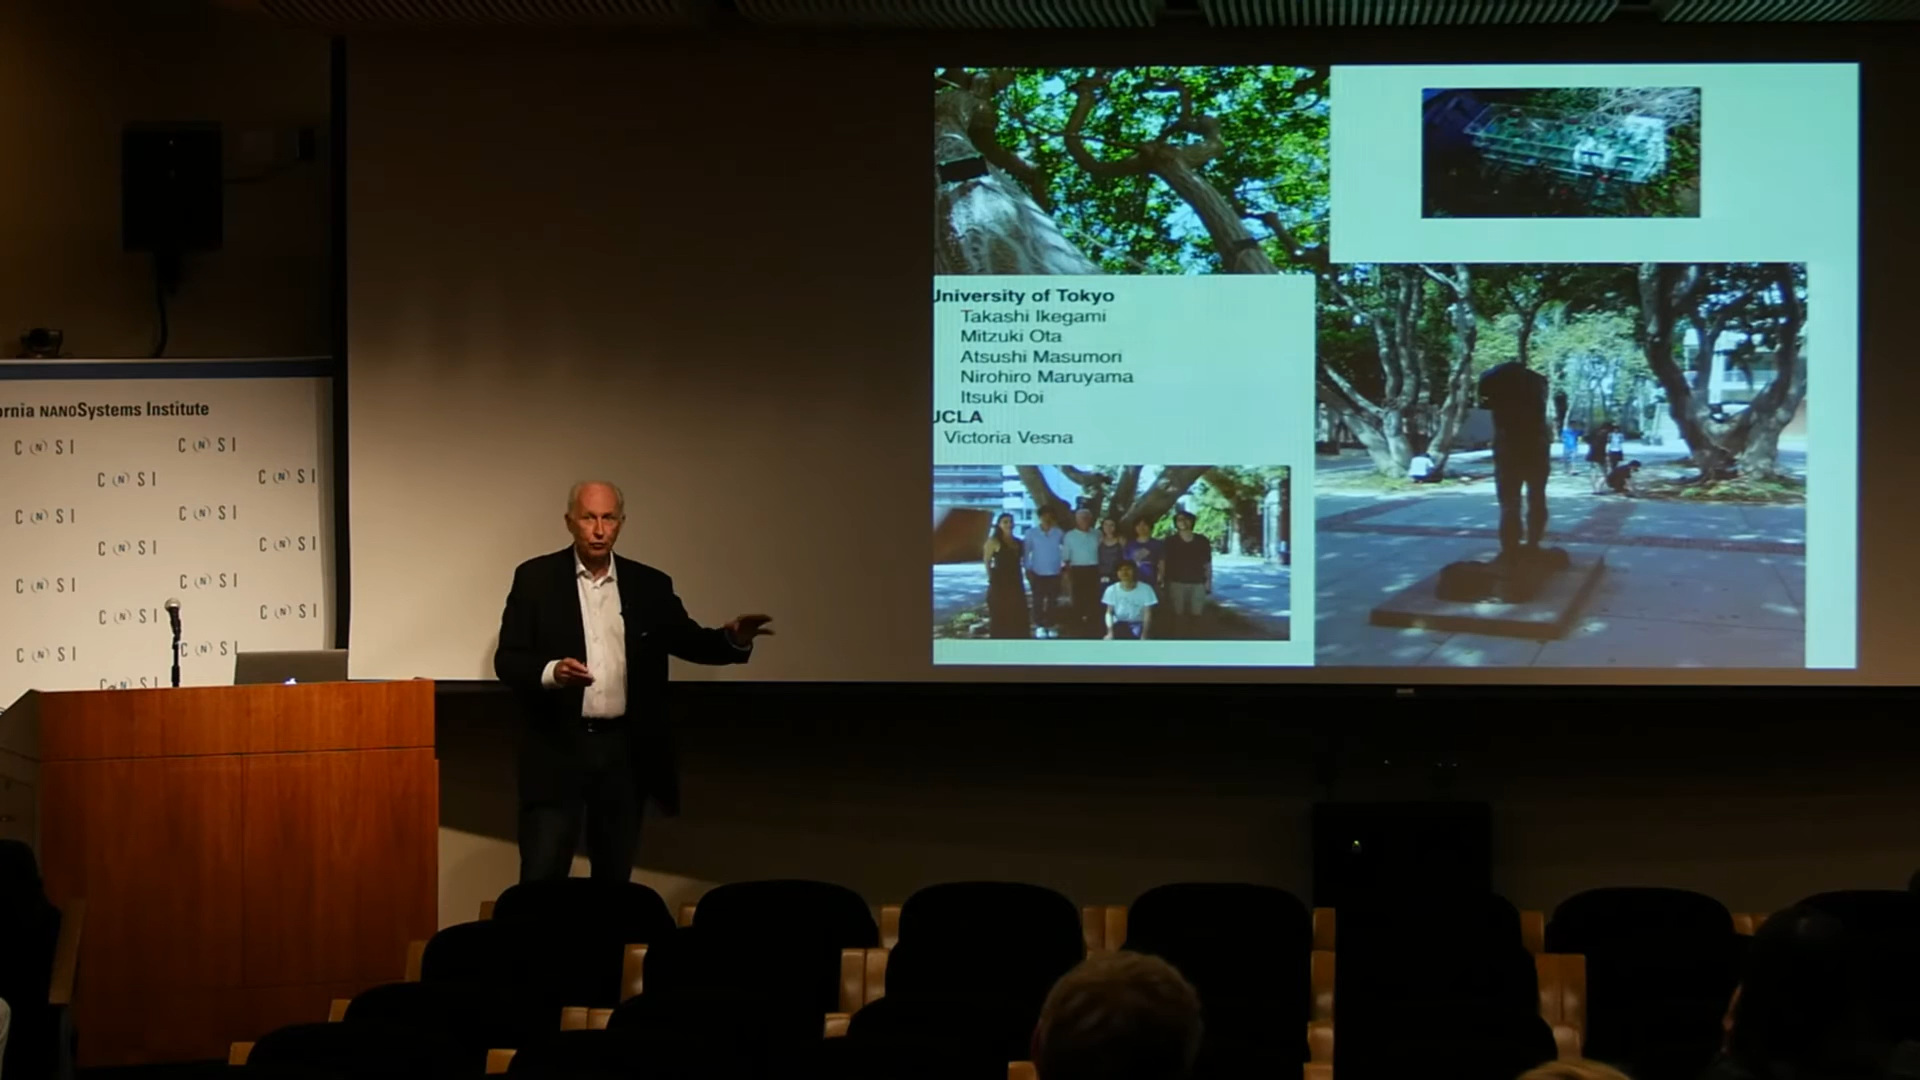 ornia NANOSystems Institute
C N S I C N S I
C N S I C N S I
C N S I C N S I
C N S I C N S I
C N S I C N S I
C N S I C N S I
C N S I C N S I
C N S I
University of Tokyo
Takashi Ikegami
Mitzuki Ota
Atsushi Masumori
Nirohiro Maruyama
Itsuki Doi
UCLA
Victoria Vesna